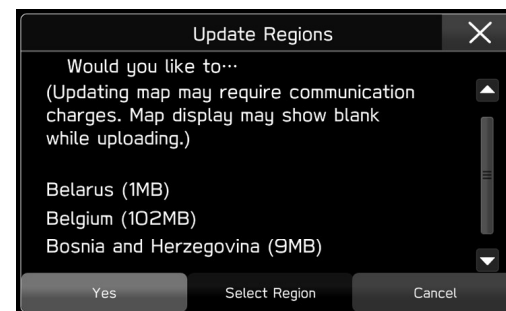 Update Regions
Would you like to…
(Updating map may require communication
charges. Map display may show blank
while uploading.)
Belarus (1MB)
Belgium (102MB)
Bosnia and Herzegovina (9MB)
Yes
Select Region
Cancel